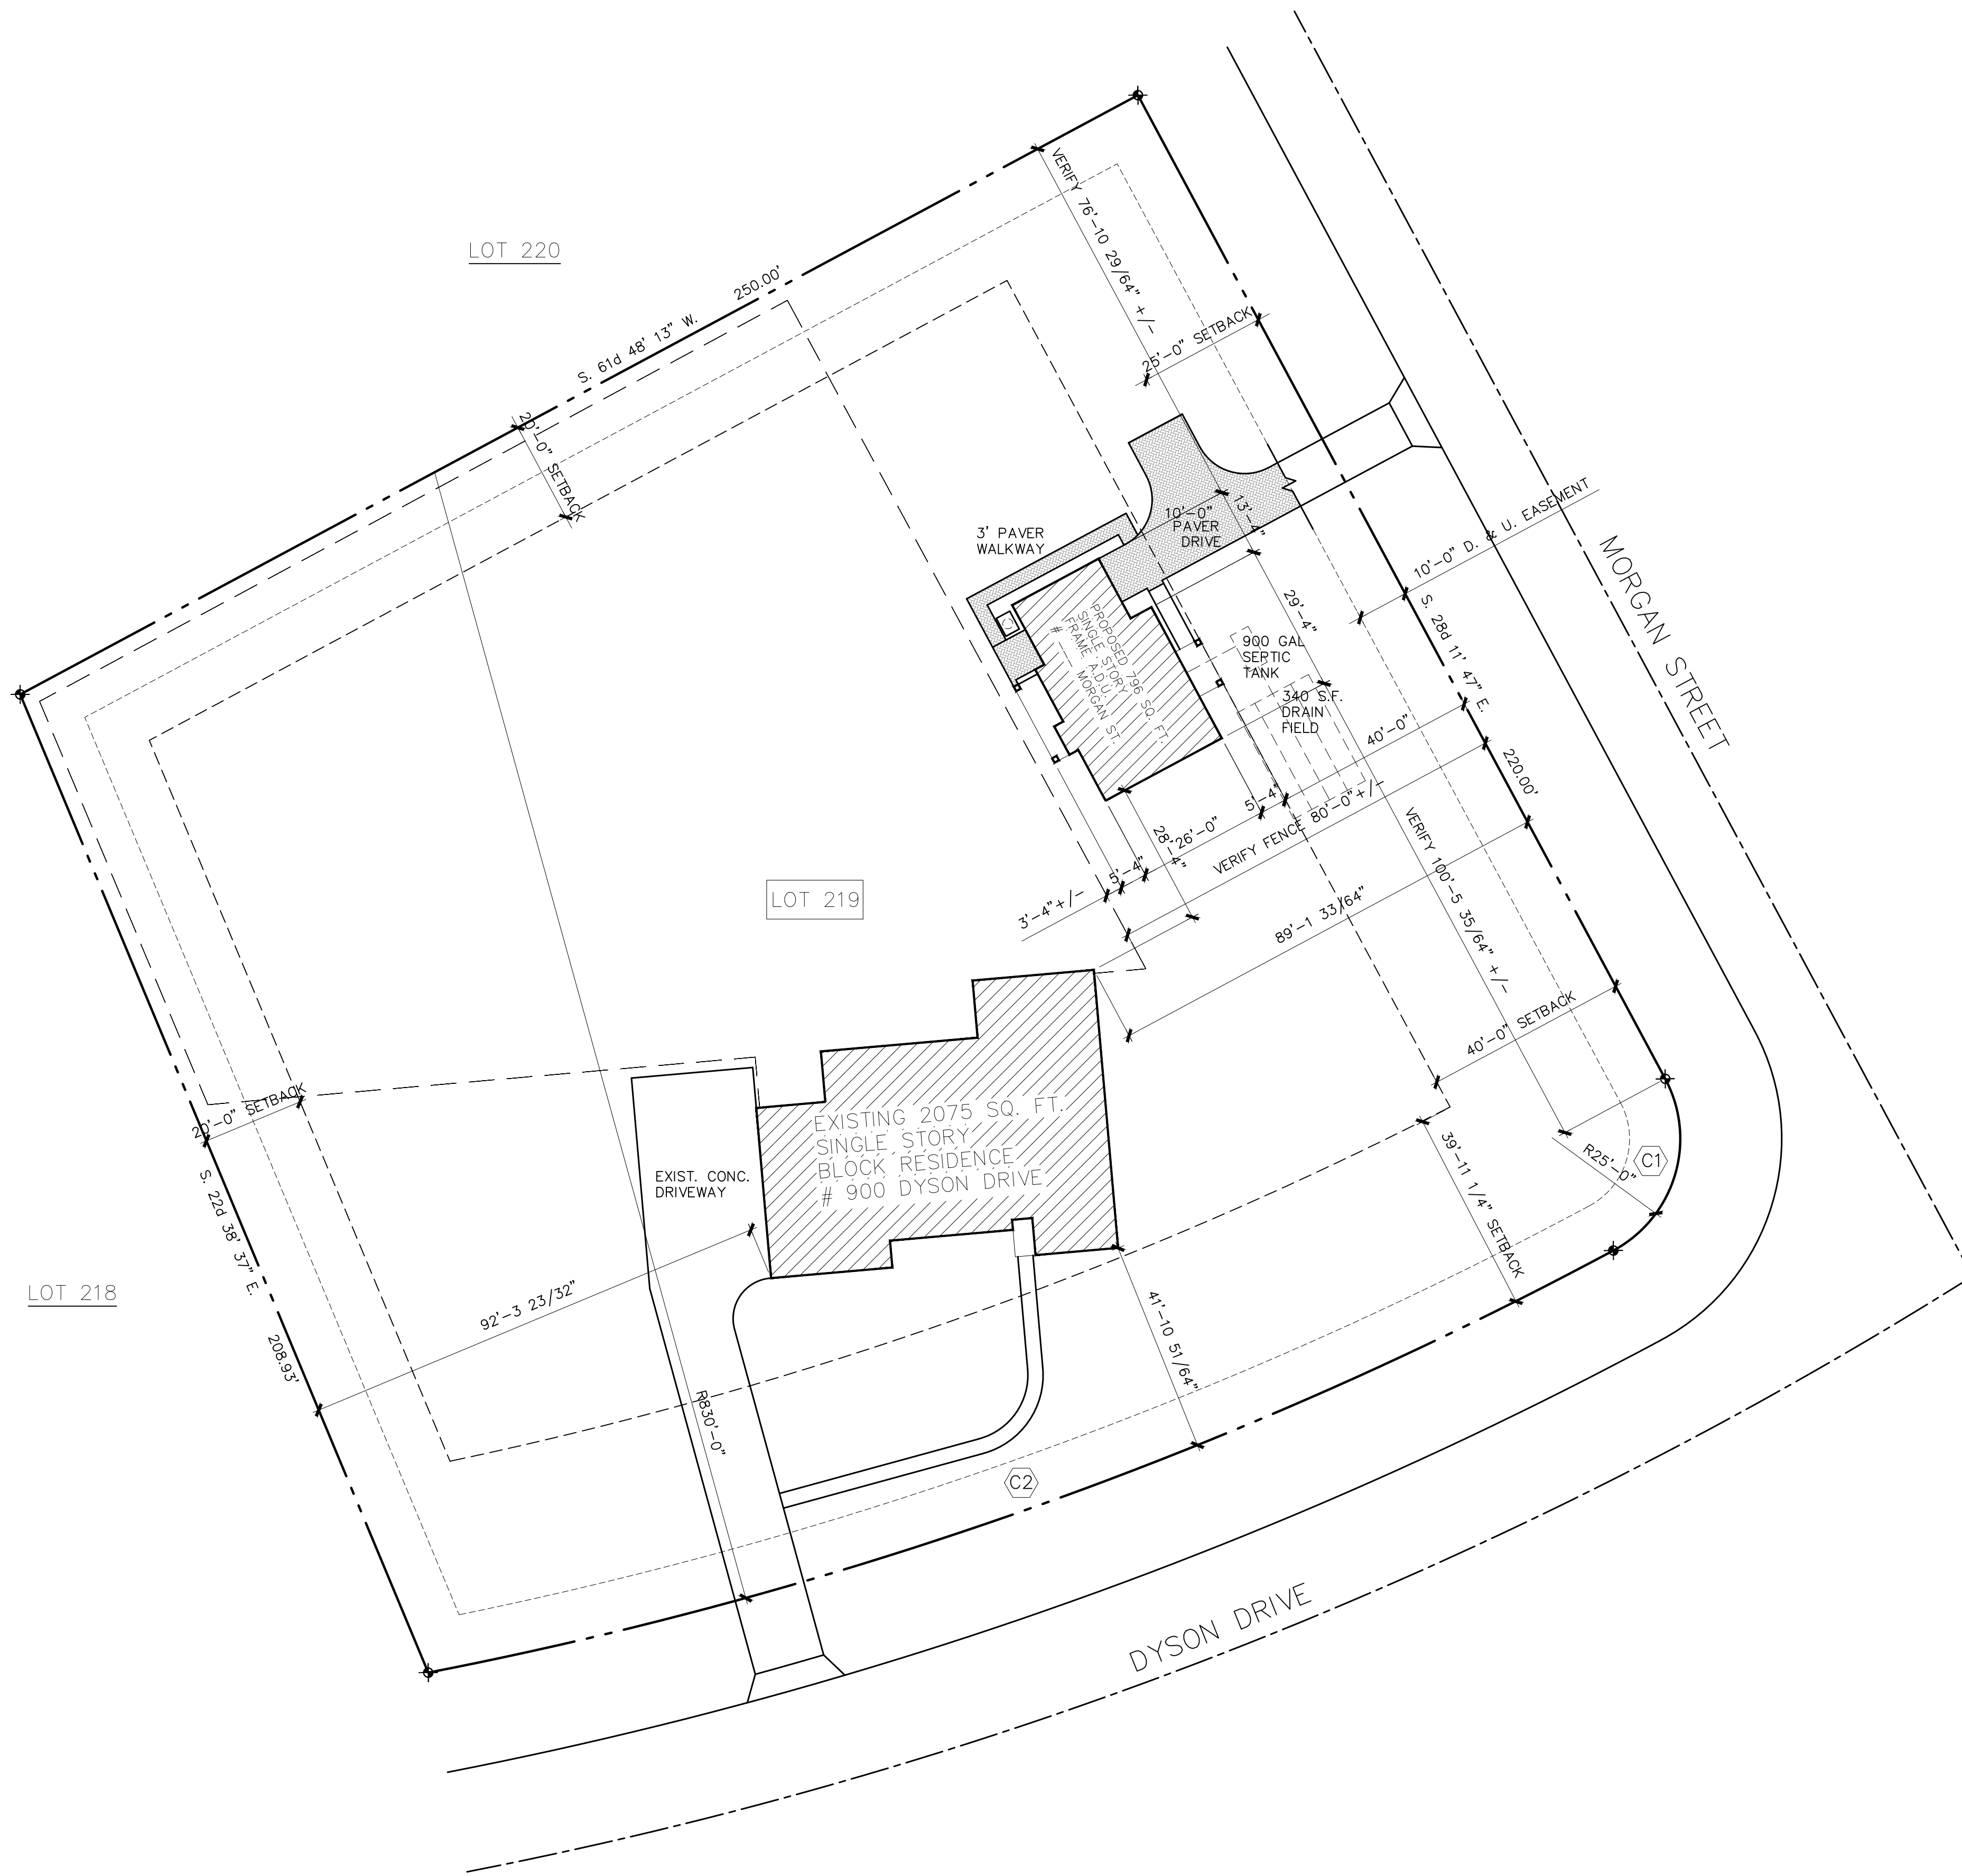 LOT 220
S. 61d 48' 13" W.
250.00'
20'-0" SETBACK
VERIFY 76'-10 29/64" +/-
25'-0" SETBACK
3' PAVER
WALKWAY
10'-0"
PAVER
DRIVE
13'-4"
10'-0" D. & U. EASEMENT
MORGAN STREET
PROPOSED 796 SQ. FT.
SINGLE STORY
FRAME A.D.U.
# MORGAN ST.
29'-4"
900 GAL
SEPTIC
TANK
340 S.F.
DRAIN
FIELD
S. 28d 11' 47" E.
220.00'
40'-0"
5'-4"
26'-0"
5'-4"
3'-4"+/-
28'-4"
VERIFY FENCE 80'-0"+/-
VERIFY 100'-5 35/64" +/-
89'-1 33/64"
LOT 219
40'-0" SETBACK
39'-11 1/4" SETBACK
R25'-0"
C1
20'-0" SETBACK
S. 22d 38' 37" E.
208.93'
LOT 218
EXIST. CONC.
DRIVEWAY
EXISTING 2075 SQ. FT.
SINGLE STORY
BLOCK RESIDENCE
# 900 DYSON DRIVE
92'-3 23/32"
41'-10 51/64"
R830'-0"
C2
DYSON DRIVE